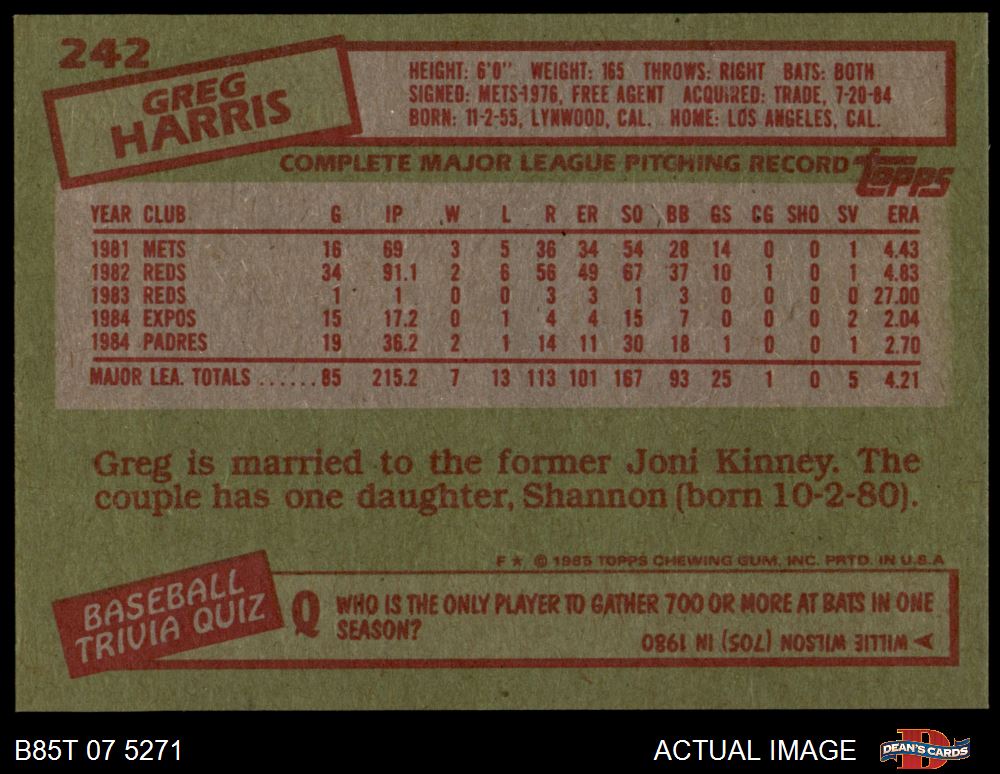 242
GREG
HARRIS
HEIGHT: 6'0" WEIGHT: 165 THROWS: RIGHT BATS: BOTH
SIGNED: METS-1976, FREE AGENT ACQUIRED: TRADE, 7-20-84
BORN: 11-2-55, LYNWOOD, CAL. HOME: LOS ANGELES, CAL.
COMPLETE MAJOR LEAGUE PITCHING RECORD topps
YEAR CLUB G IP W L R ER SO BB GS CG SHO SV ERA
1981 METS 16 69 3 5 36 34 54 28 14 0 0 1 4.43
1982 REDS 34 91.1 2 6 56 49 67 37 10 1 0 1 4.83
1983 REDS 1 1 0 0 3 3 1 3 0 0 0 0 27.00
1984 EXPOS 15 17.2 0 1 4 4 15 7 0 0 0 2 2.04
1984 PADRES 19 36.2 2 1 14 11 30 18 1 0 0 1 2.70
MAJOR LEA. TOTALS ......85 215.2 7 13 113 101 167 93 25 1 0 5 4.21
Greg is married to the former Joni Kinney. The
couple has one daughter, Shannon (born 10-2-80).
F ★ © 1985 TOPPS CHEWING GUM, INC. PRTD. IN U.S.A
BASEBALL
TRIVIA QUIZ
Q WHO IS THE ONLY PLAYER TO GATHER 700 OR MORE AT BATS IN ONE
SEASON?
A WILLIE WILSON (705) IN 1980
B85T 07 5271
ACTUAL IMAGE
DEAN'S CARDS